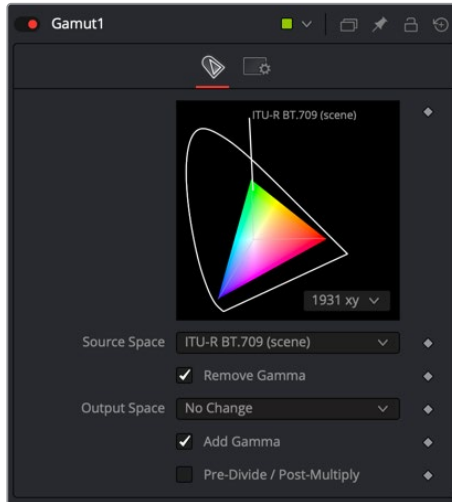 Gamut1
ITU-R BT.709 (scene)
1931 xy
Source Space ITU-R BT.709 (scene)
Remove Gamma
Output Space No Change
Add Gamma
Pre-Divide / Post-Multiply